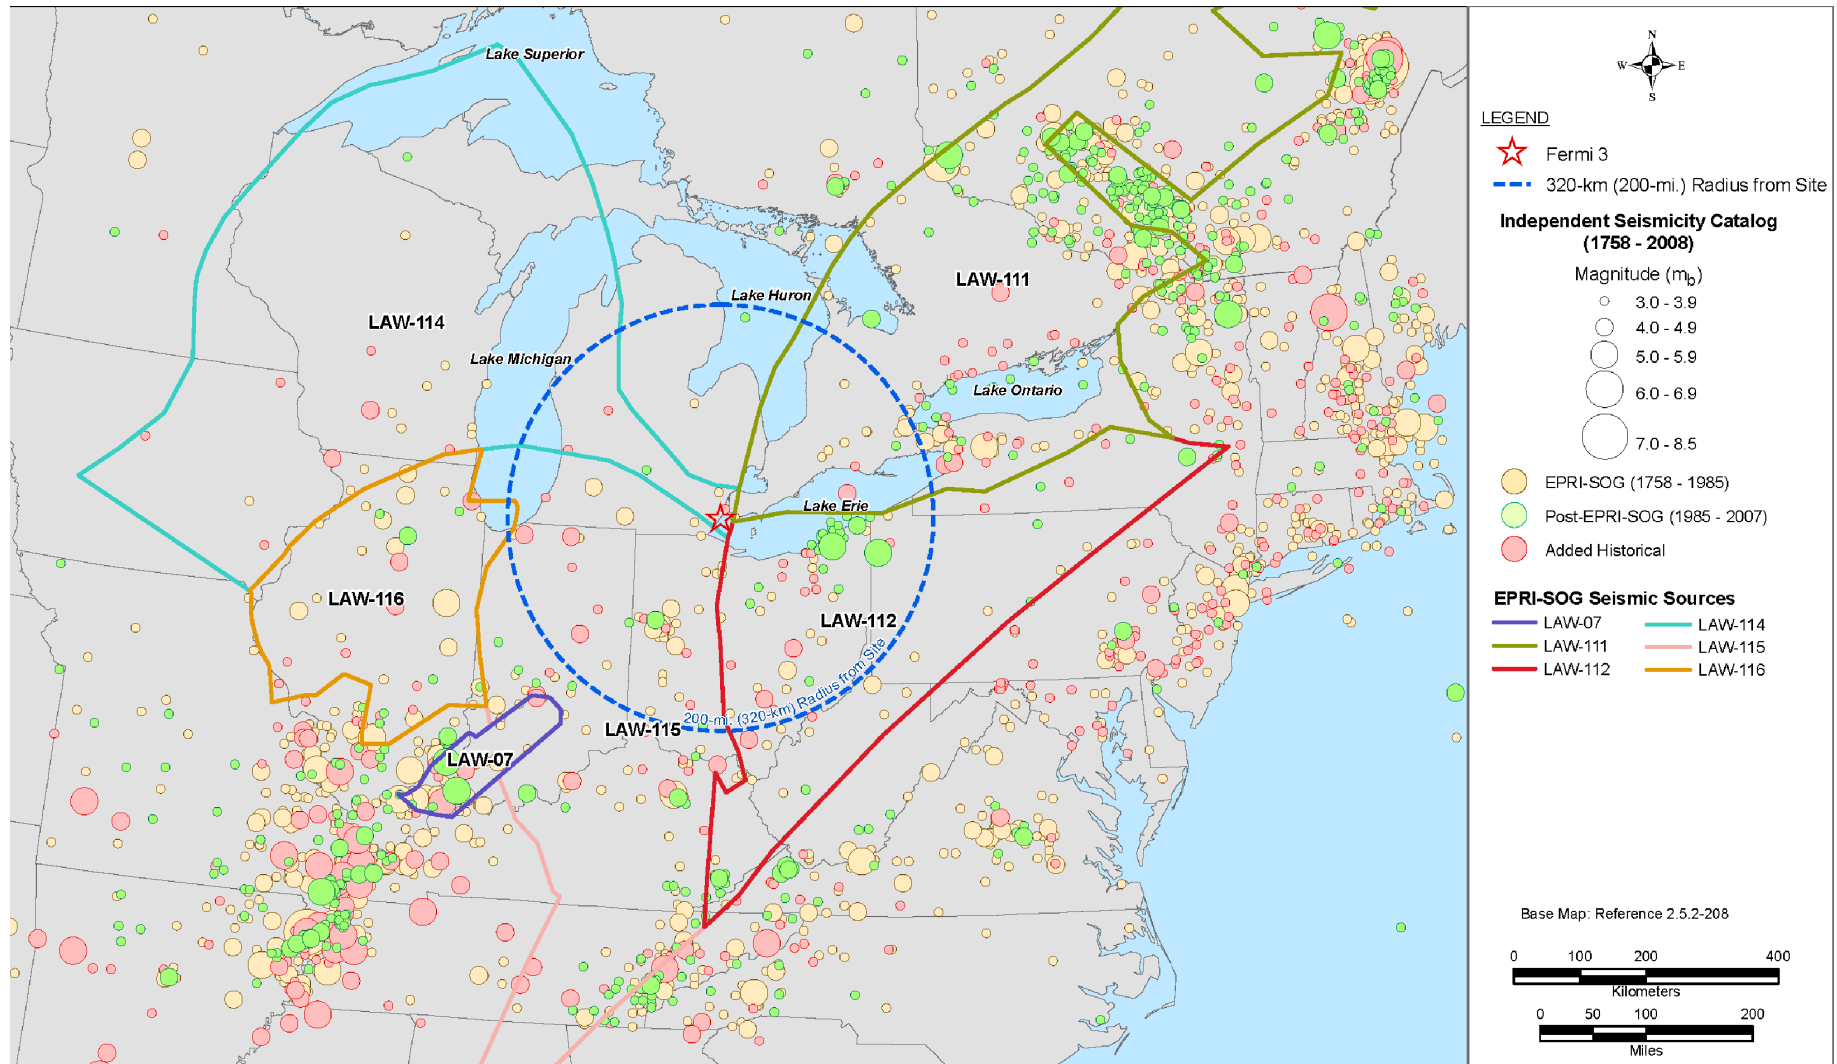 Lake Superior
LAW-111
Lake Huron
LAW-114
Lake Michigan
Lake Ontario
Lake Erie
LAW-116
LAW-112
200-mi. (320-km) Radius from Site
LAW-115
LAW-07
N
W E
S
LEGEND
Fermi 3
320-km (200-mi.) Radius from Site
Independent Seismicity Catalog
(1758 - 2008)
Magnitude (mb)
3.0 - 3.9
4.0 - 4.9
5.0 - 5.9
6.0 - 6.9
7.0 - 8.5
EPRI-SOG (1758 - 1985)
Post-EPRI-SOG (1985 - 2007)
Added Historical
EPRI-SOG Seismic Sources
LAW-07 LAW-114
LAW-111 LAW-115
LAW-112 LAW-116
Base Map: Reference 2.5.2-208
0 100 200 400
Kilometers
0 50 100 200
Miles